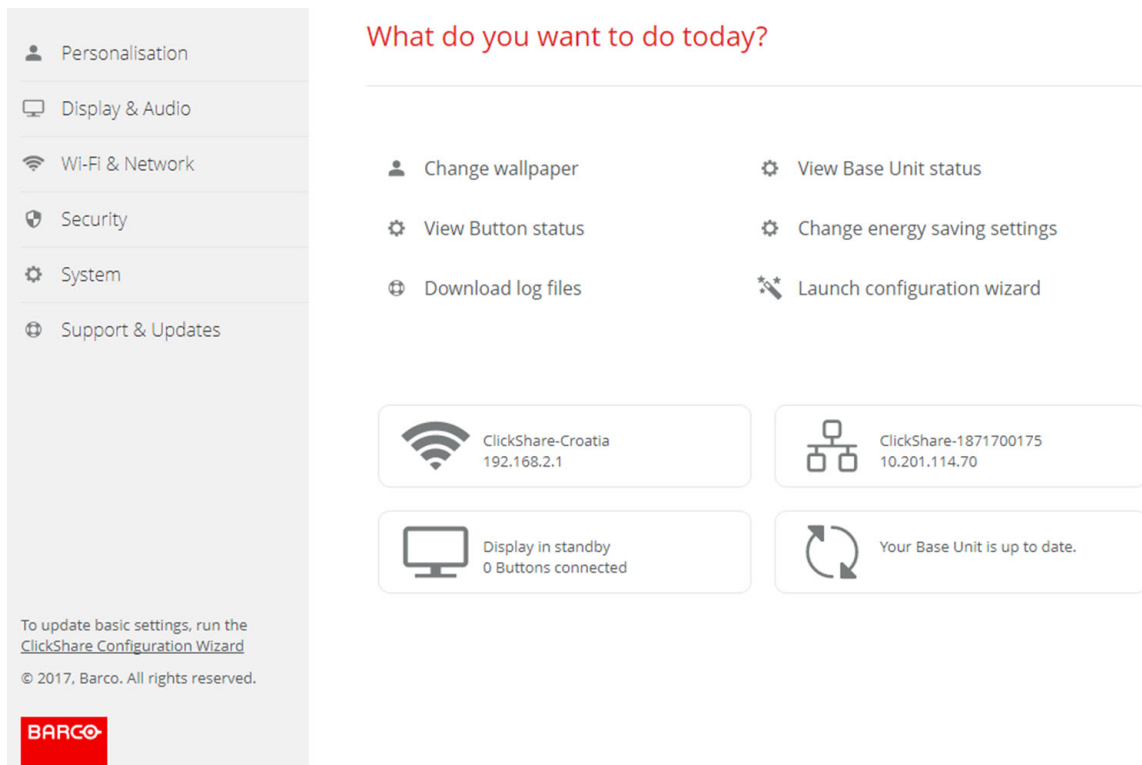 Personalisation
Display & Audio
Wi-Fi & Network
Security
System
Support & Updates
To update basic settings, run the
ClickShare Configuration Wizard
© 2017, Barco. All rights reserved.
BARCO
What do you want to do today?
Change wallpaper
View Base Unit status
View Button status
Change energy saving settings
Download log files
Launch configuration wizard
ClickShare-Croatia
192.168.2.1
ClickShare-1871700175
10.201.114.70
Display in standby
0 Buttons connected
Your Base Unit is up to date.